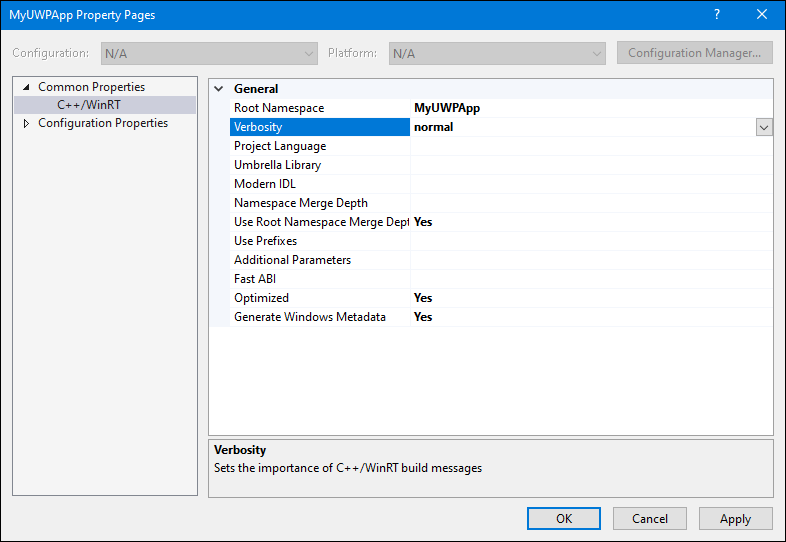 MyUWPApp Property Pages
Configuration: N/A Platform: N/A Configuration Manager...
Common Properties
C++/WinRT
Configuration Properties
General
Root Namespace MyUWPApp
Verbosity normal
Project Language
Umbrella Library
Modern IDL
Namespace Merge Depth
Use Root Namespace Merge Dept Yes
Use Prefixes
Additional Parameters
Fast ABI
Optimized Yes
Generate Windows Metadata Yes
Verbosity
Sets the importance of C++/WinRT build messages
OK Cancel Apply